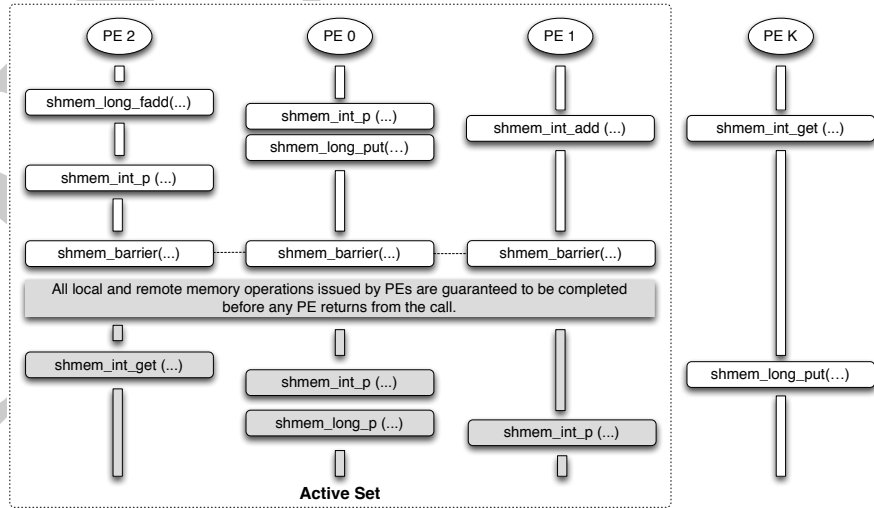 PE 2
PE 0
PE 1
PE K
shmem_long_fadd(...)
shmem_int_p (...)
shmem_int_p (...)
shmem_long_put(…)
shmem_int_add (...)
shmem_int_get (...)
shmem_barrier(...)
shmem_barrier(...)
shmem_barrier(...)
All local and remote memory operations issued by PEs are guaranteed to be completed
before any PE returns from the call.
shmem_int_get (...)
shmem_int_p (...)
shmem_long_p (...)
shmem_int_p (...)
shmem_long_put(…)
Active Set